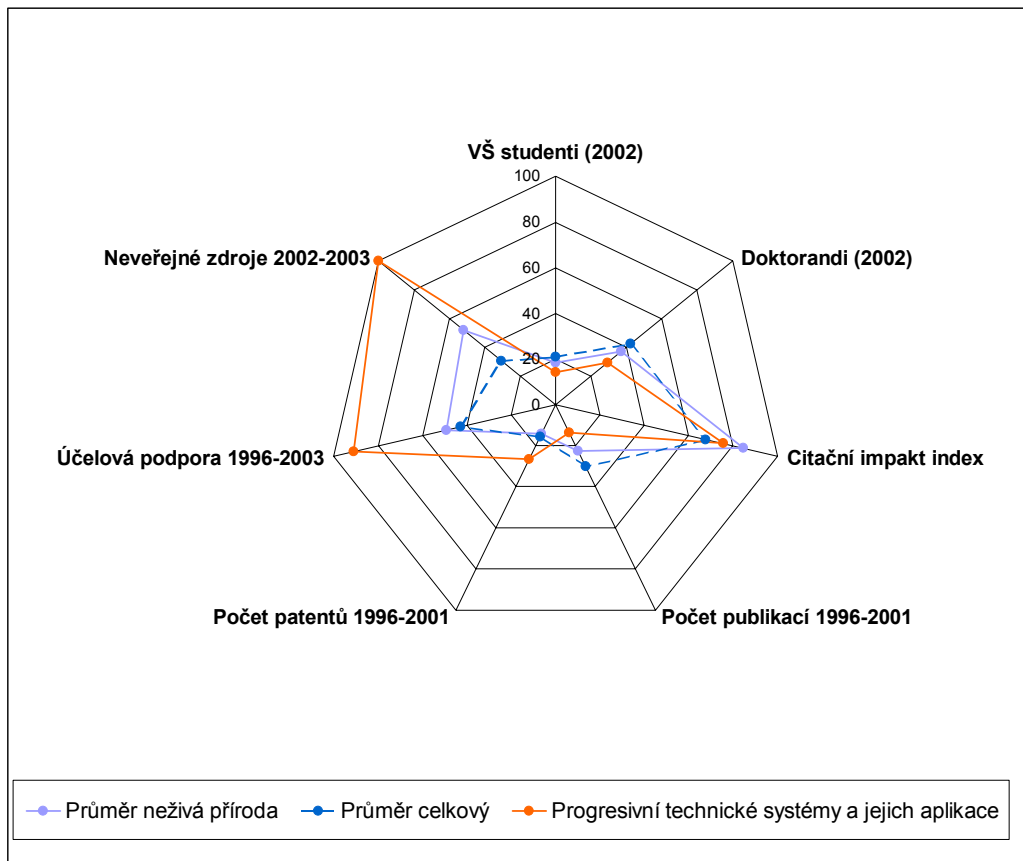 VŠ studenti (2002)
100
80
60
40
20
0
Neveřejné zdroje 2002-2003
Doktorandi (2002)
Účelová podpora 1996-2003
Citační impakt index
Počet patentů 1996-2001
Počet publikací 1996-2001
Průměr neživá příroda
Průměr celkový
Progresivní technické systémy a jejich aplikace